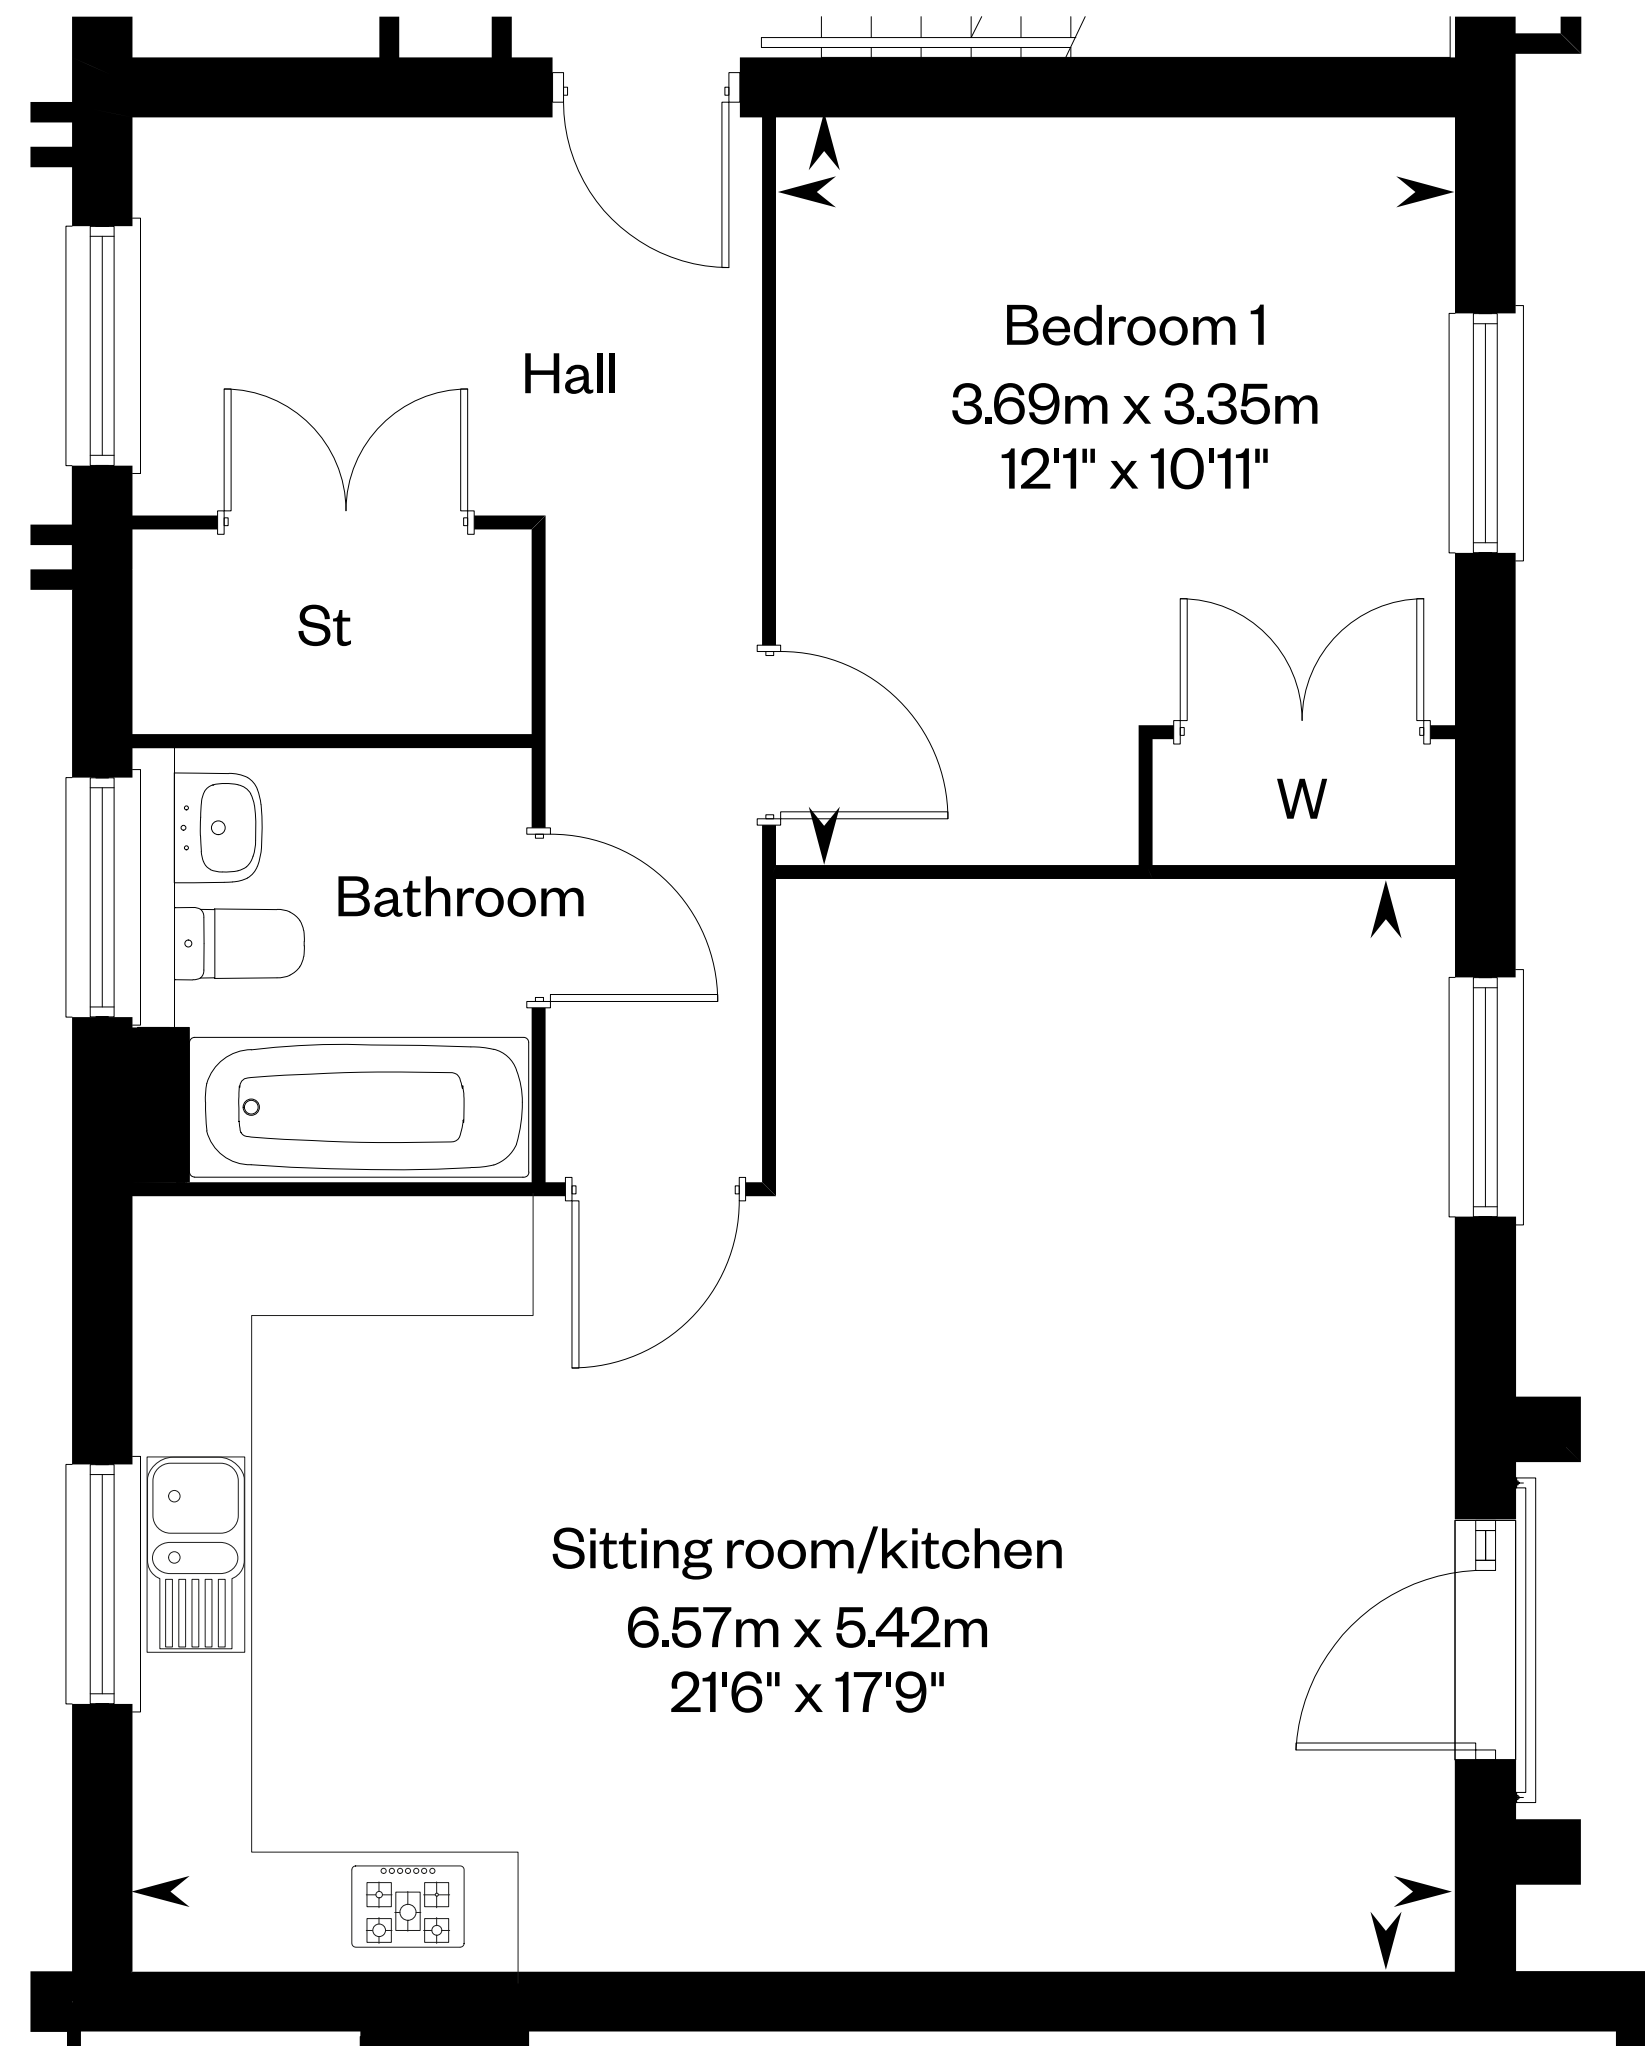 Bedroom 1
3.69m x 3.35m
12'1" x 10'11"
Hall
St
W
Bathroom
Sitting room/kitchen
6.57m x 5.42m
21'6" x 17'9"